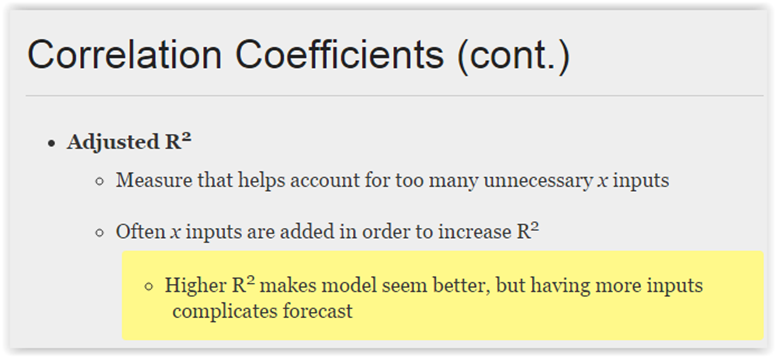 Correlation Coefficients (cont.)
• Adjusted R²
◦ Measure that helps account for too many unnecessary x inputs
◦ Often x inputs are added in order to increase R²
◦ Higher R² makes model seem better, but having more inputs
complicates forecast